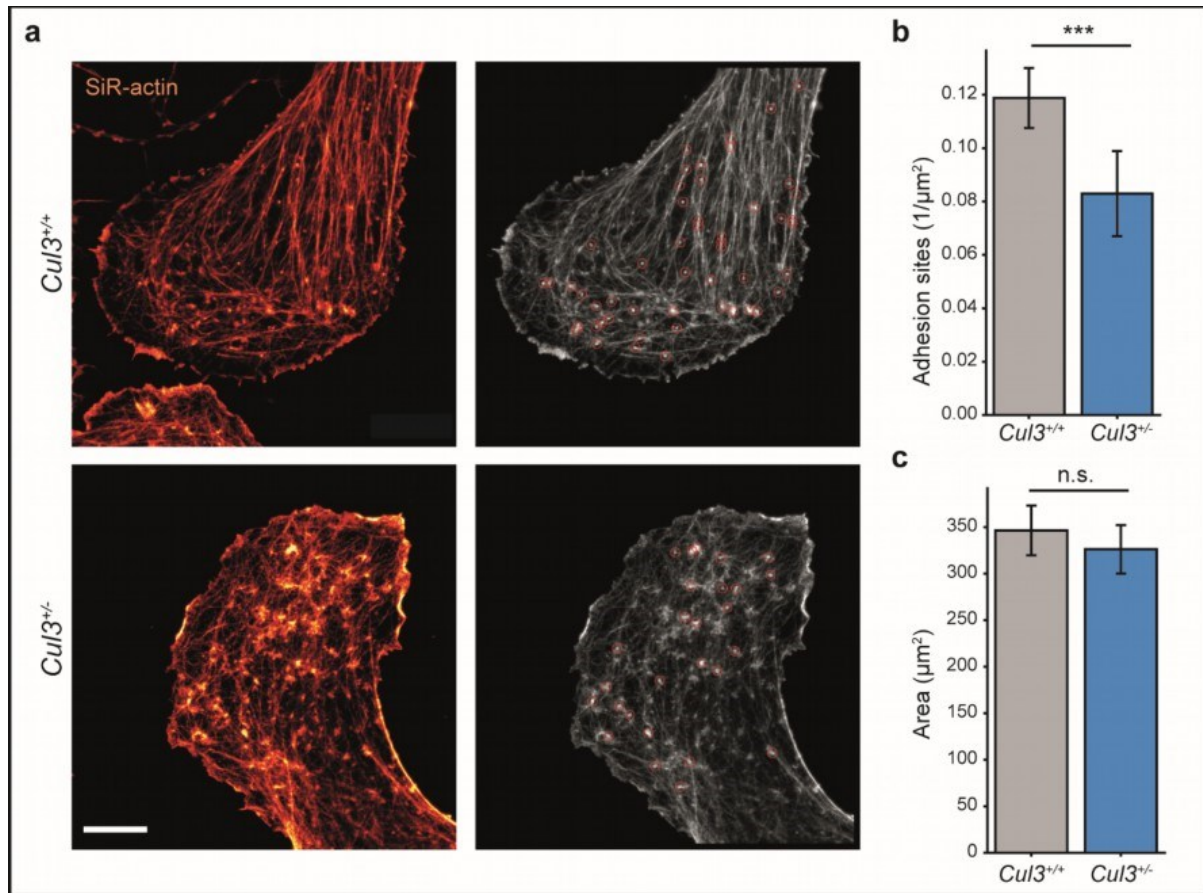 a
SiR-actin
Cul3+/+
Cul3+/-
b
***
Adhesion sites (1/µm²)
0.12
0.10
0.08
0.06
0.04
0.02
0.00
Cul3+/+ Cul3+/-
c
n.s.
Area (µm²)
350
300
250
200
150
100
50
0
Cul3+/+ Cul3+/-